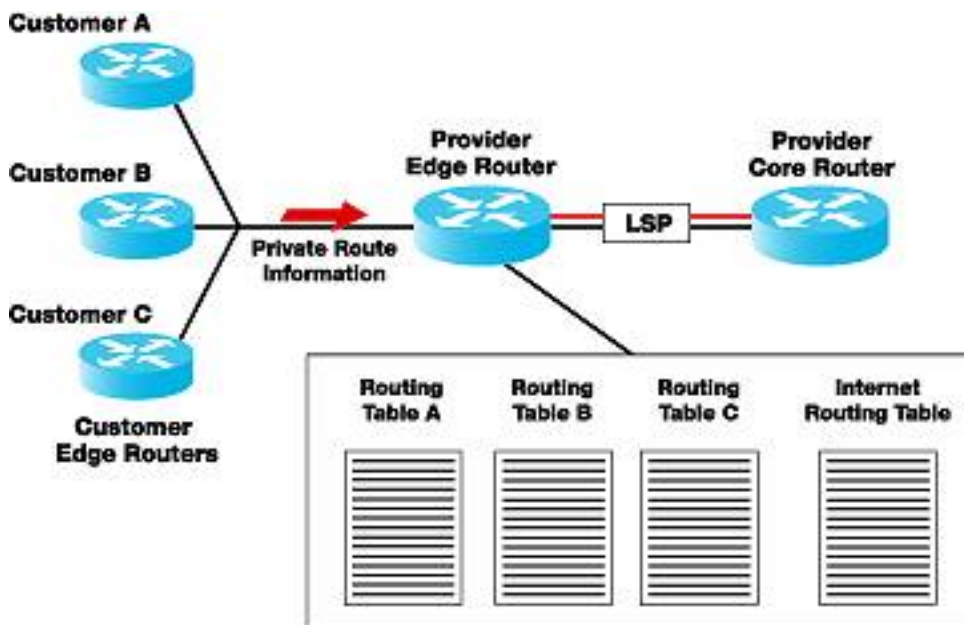 Customer A
Customer B
Customer C
Customer
Edge Routers
Private Route
Information
Provider
Edge Router
LSP
Provider
Core Router
Routing
Table A
Routing
Table B
Routing
Table C
Internet
Routing Table